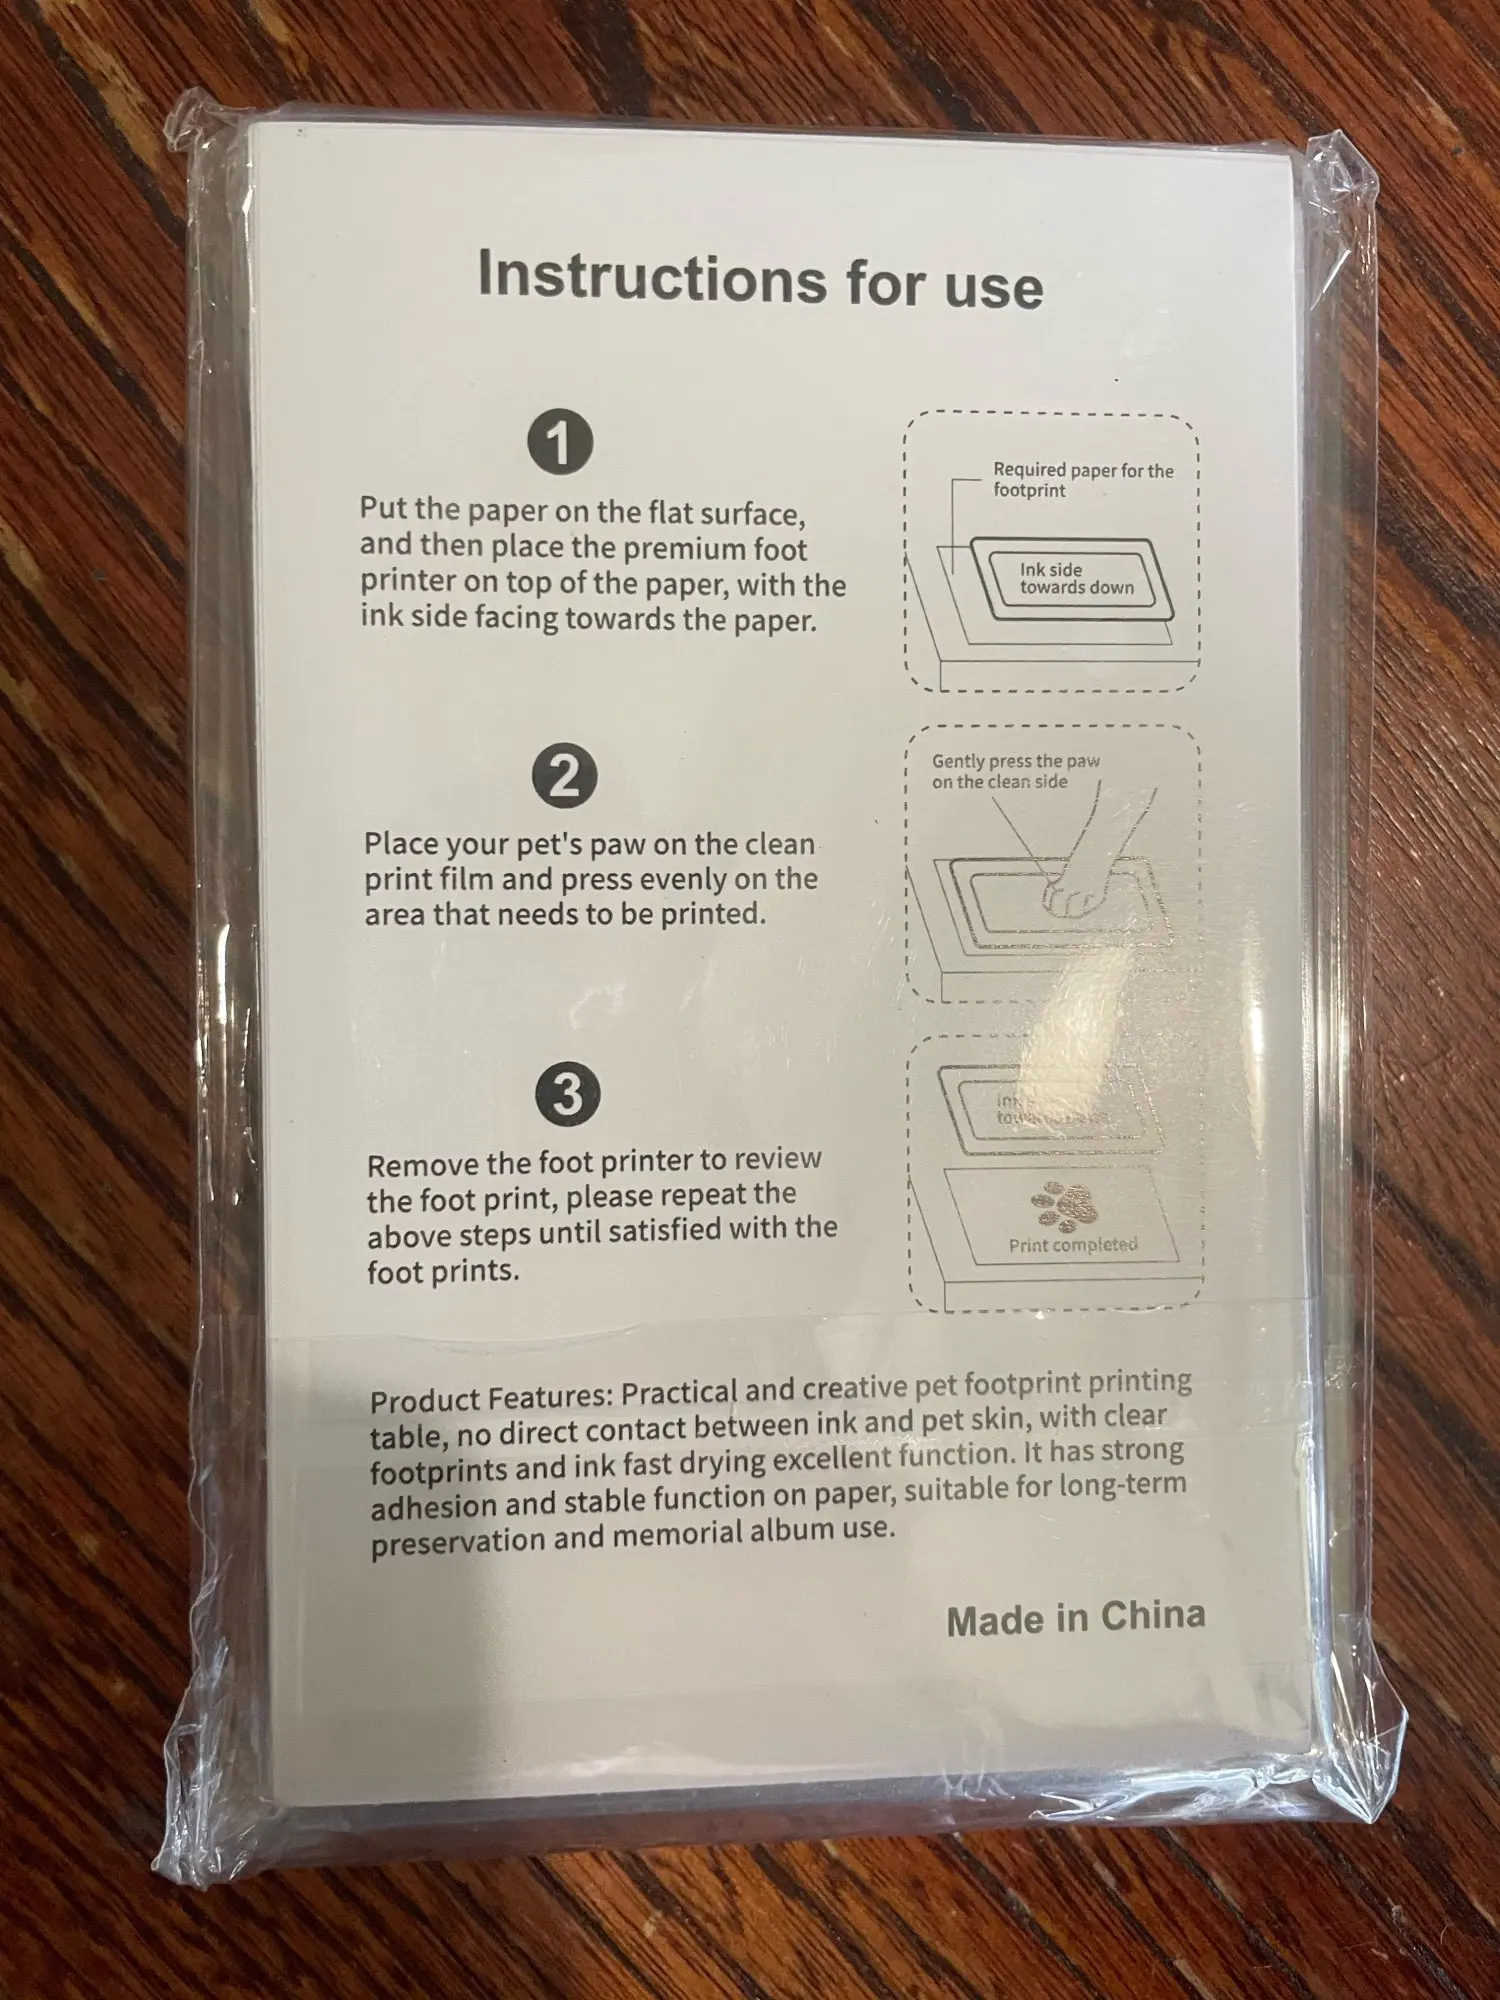 Instructions for use
1
Put the paper on the flat surface,
and then place the premium foot
printer on top of the paper, with the
ink side facing towards the paper.
Required paper for the
footprint
Ink side
towards down
2
Place your pet's paw on the clean
print film and press evenly on the
area that needs to be printed.
Gently press the paw
on the clean side
3
Remove the foot printer to review
the foot print, please repeat the
above steps until satisfied with the
foot prints.
Print completed
Product Features: Practical and creative pet footprint printing
table, no direct contact between ink and pet skin, with clear
footprints and ink fast drying excellent function. It has strong
adhesion and stable function on paper, suitable for long-term
preservation and memorial album use.
Made in China